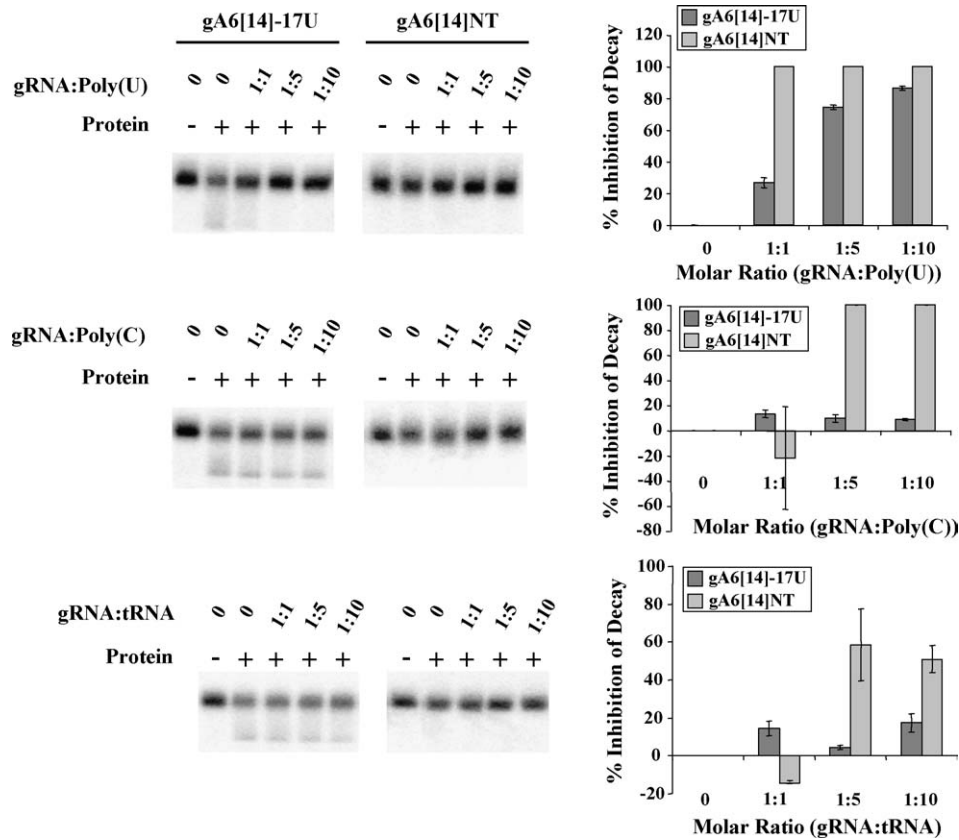 gA6[14]-17U gA6[14]NT
gRNA:Poly(U) 0 0 1:1 1:5 1:10 0 0 1:1 1:5 1:10
Protein - + + + + - + + + +
gA6[14]-17U
gA6[14]NT
% Inhibition of Decay
120
100
80
60
40
20
0
0 1:1 1:5 1:10
Molar Ratio (gRNA:Poly(U))
gRNA:Poly(C) 0 0 1:1 1:5 1:10 0 0 1:1 1:5 1:10
Protein - + + + + - + + + +
gA6[14]-17U
gA6[14]NT
% Inhibition of Decay
100
80
60
40
20
0
-20
-40
-60
-80
0 1:1 1:5 1:10
Molar Ratio (gRNA:Poly(C))
gRNA:tRNA 0 0 1:1 1:5 1:10 0 0 1:1 1:5 1:10
Protein - + + + + - + + + +
gA6[14]-17U
gA6[14]NT
% Inhibition of Decay
100
80
60
40
20
0
-20
0 1:1 1:5 1:10
Molar Ratio (gRNA:tRNA)